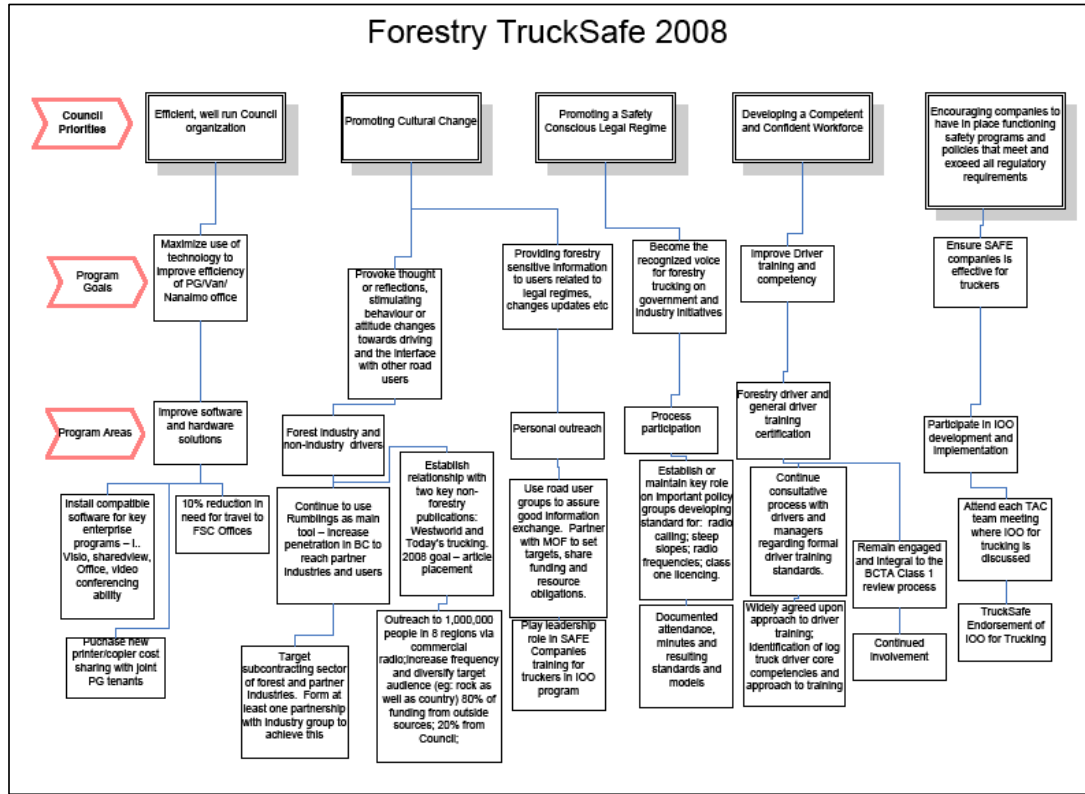 Forestry TruckSafe 2008
Council
Priorities
Efficient, well run Council
organization
Promoting Cultural Change
Promoting a Safety
Conscious Legal Regime
Developing a Competent
and Confident Workforce
Encouraging companies to
have in place functioning
safety programs and
policies that meet and
exceed all regulatory
requirements
Program
Goals
Maximize use of
technology to
improve efficiency
of PG/Van/
Nanaimo office
Provoke thought
or reflections,
stimulating
behaviour or
attitude changes
towards driving
and the interface
with other road
users
Providing forestry
sensitive information
to users related to
legal regimes,
changes updates etc
Become the
recognized voice
for forestry
trucking on
government and
industry initiatives
Improve Driver
training and
competency
Ensure SAFE
companies is
effective for
truckers
Program Areas
Improve software
and hardware
solutions
Forest industry and
non-industry drivers
Personal outreach
Process
participation
Forestry driver and
general driver
training
certification
Participate in IOO
development and
implementation
Install compatible
software for key
enterprise
programs – I..
Visio, sharedview,
Office, video
conferencing
ability
10% reduction in
need for travel to
FSC Offices
Puchase new
printer/copier cost
sharing with joint
PG tenants
Continue to use
Rumblings as main
tool – increase
penetration in BC to
reach partner
industries and users
Target
subcontracting sector
of forest and partner
industries. Form at
least one partnership
with industry group to
achieve this
Establish
relationship with
two key non-
forestry
publications:
Westworld and
Today's trucking.
2008 goal – article
placement
Outreach to 1,000,000
people in 8 regions via
commercial
radio;increase frequency
and diversify target
audience (eg: rock as
well as country) 80% of
funding from outside
sources; 20% from
Council;
Use road user
groups to assure
good information
exchange. Partner
with MOF to set
targets, share
funding and
resource
obligations.
Play leadership
role in SAFE
Companies
training for
truckers in IOO
program
Establish or
maintain key role
on important policy
groups developing
standard for: radio
calling; steep
slopes; radio
frequencies; class
one licencing.
Documented
attendance,
minutes and
resulting
standards and
models
Continue
consultative
process with
drivers and
managers
regarding formal
driver training
standards.
Widely agreed upon
approach to driver
training;
identification of log
truck driver core
competencies and
approach to training
Remain engaged
and integral to the
BCTA Class 1
review process
Continued
involvement
Attend each TAC
team meeting
where IOO for
trucking is
discussed
TruckSafe
Endorsement of
IOO for Trucking